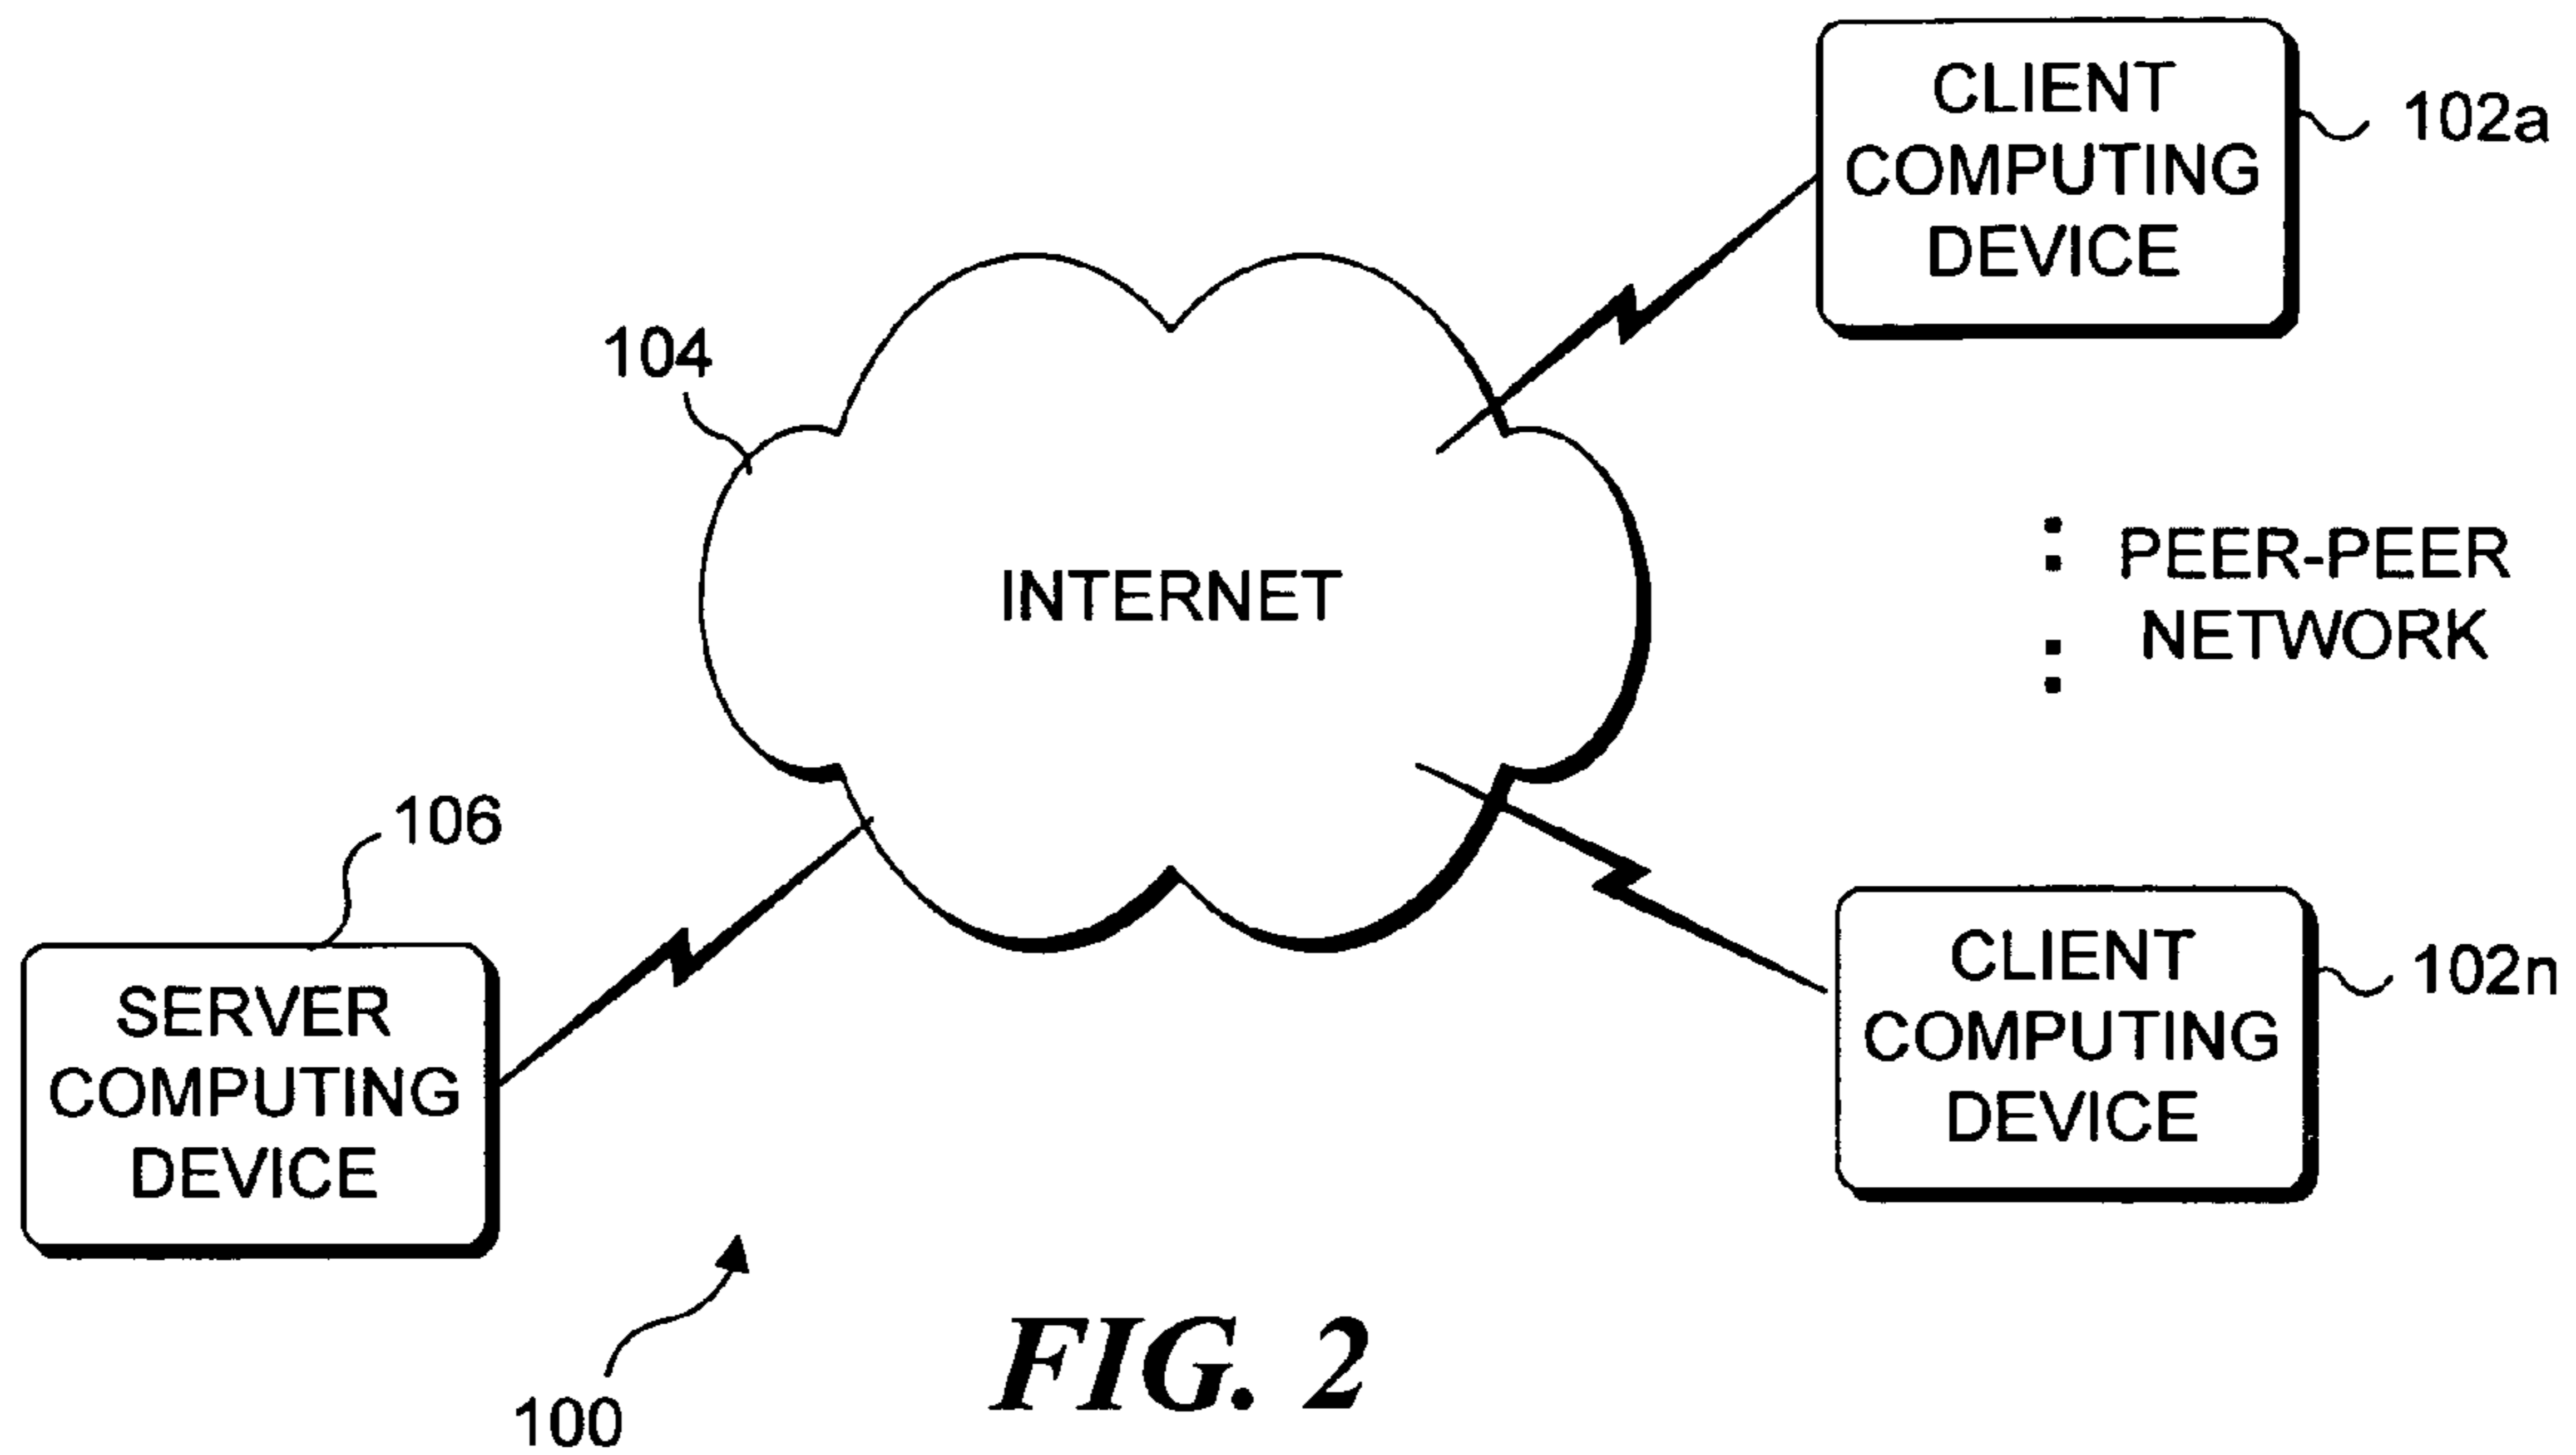 CLIENT
COMPUTING
DEVICE
102a
104
INTERNET
PEER-PEER
NETWORK
106
SERVER
COMPUTING
DEVICE
CLIENT
COMPUTING
DEVICE
102n
100
FIG. 2